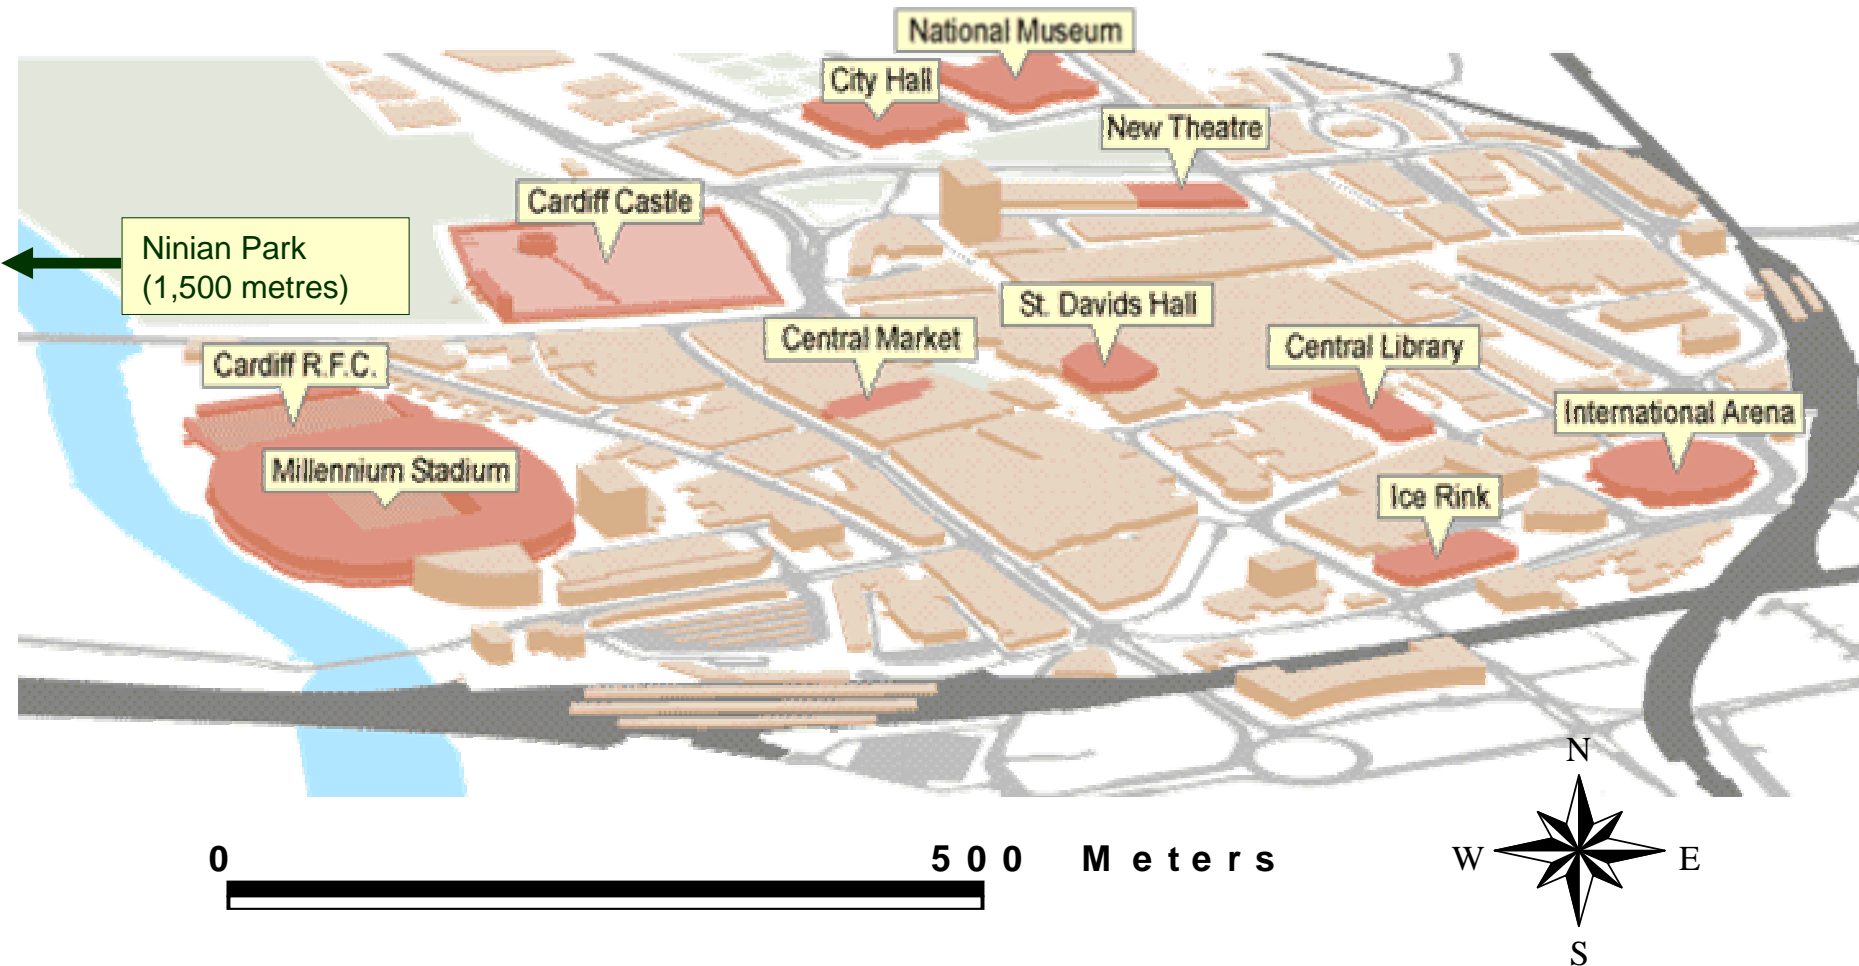 National Museum
City Hall
New Theatre
Cardiff Castle
Ninian Park
(1,500 metres)
St. Davids Hall
Central Market
Central Library
Cardiff R.F.C.
International Arena
Millennium Stadium
Ice Rink
N
W E
S
0 500 Meters